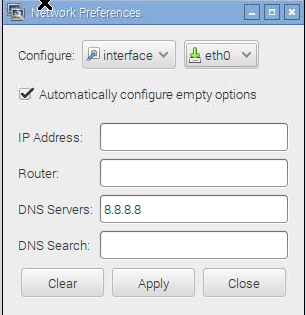 Network Preferences
Configure: interface eth0
Automatically configure empty options
IP Address:
Router:
DNS Servers: 8.8.8.8
DNS Search:
Clear Apply Close